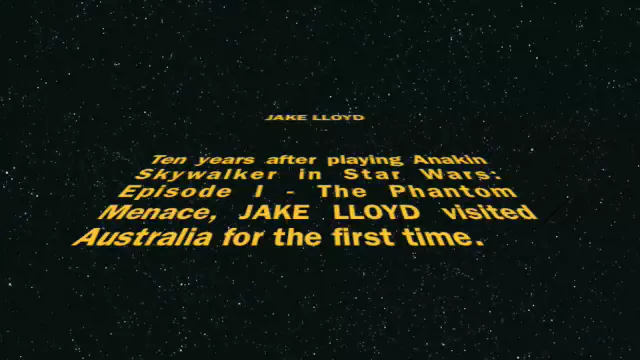 JAKE LLOYD
Ten years after playing Anakin
Skywalker in Star Wars:
Episode I - The Phantom
Menace, JAKE LLOYD visited
Australia for the first time.